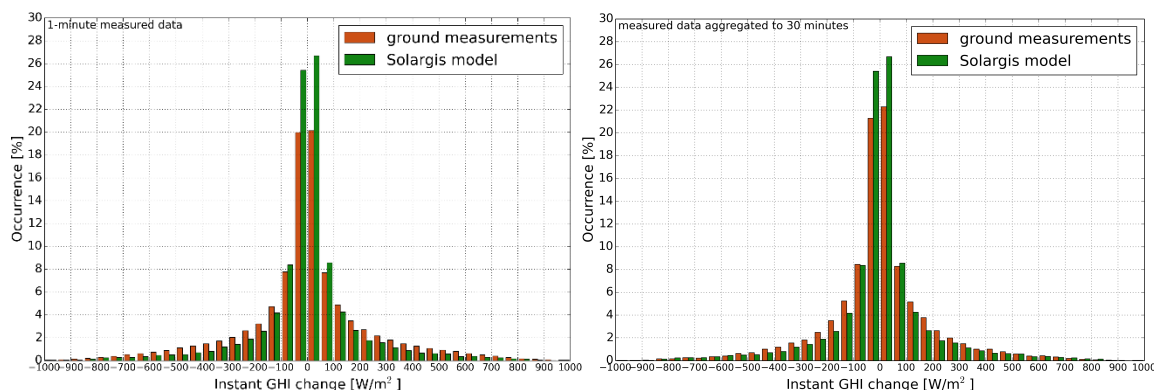 1-minute measured data
ground measurements
Solargis model
30
28
26
24
22
20
18
16
14
12
10
8
6
4
2
0
Occurrence [%]
−1000 −900 −800 −700 −600 −500 −400 −300 −200 −100 0 100 200 300 400 500 600 700 800 900 1000
Instant GHI change [W/m²]
measured data aggregated to 30 minutes
ground measurements
Solargis model
30
28
26
24
22
20
18
16
14
12
10
8
6
4
2
0
Occurrence [%]
−1000 −900 −800 −700 −600 −500 −400 −300 −200 −100 0 100 200 300 400 500 600 700 800 900 1000
Instant GHI change [W/m²]